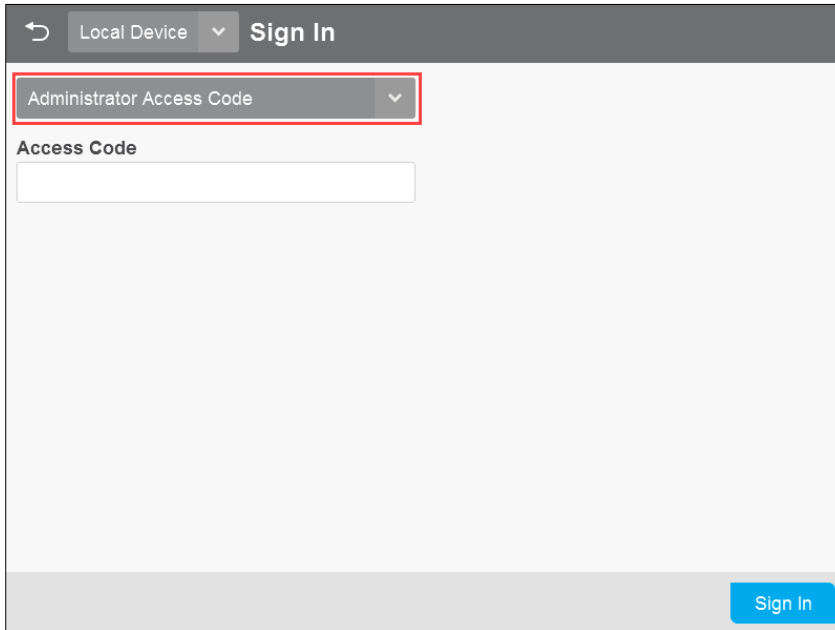 Local Device Sign In
Administrator Access Code
Access Code
Sign In